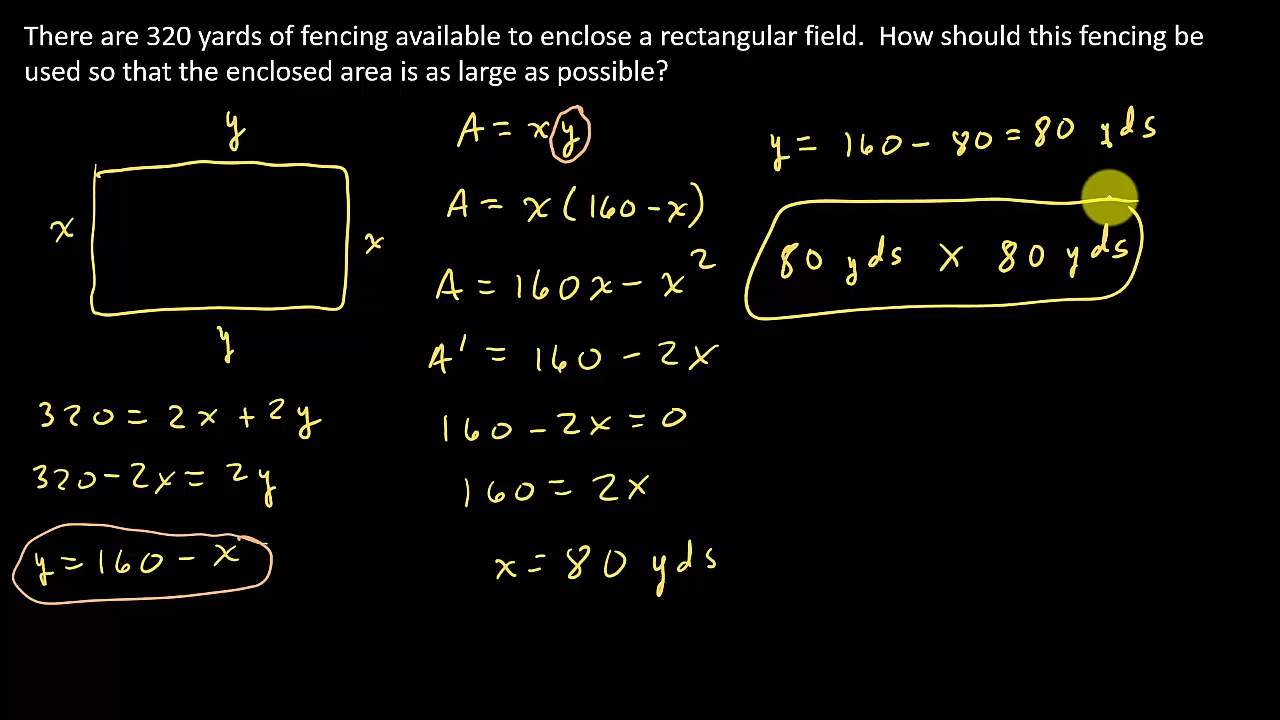 There are 320 yards of fencing available to enclose a rectangular field. How should this fencing be
used so that the enclosed area is as large as possible?
y
x
x
y
320 = 2x + 2y
320 - 2x = 2y
y = 160 - x
A = xy
A = x(160 - x)
A = 160x - x²
A' = 160 - 2x
160 - 2x = 0
160 = 2x
x = 80 yds
y = 160 - 80 = 80 yds
80 yds X 80 yds